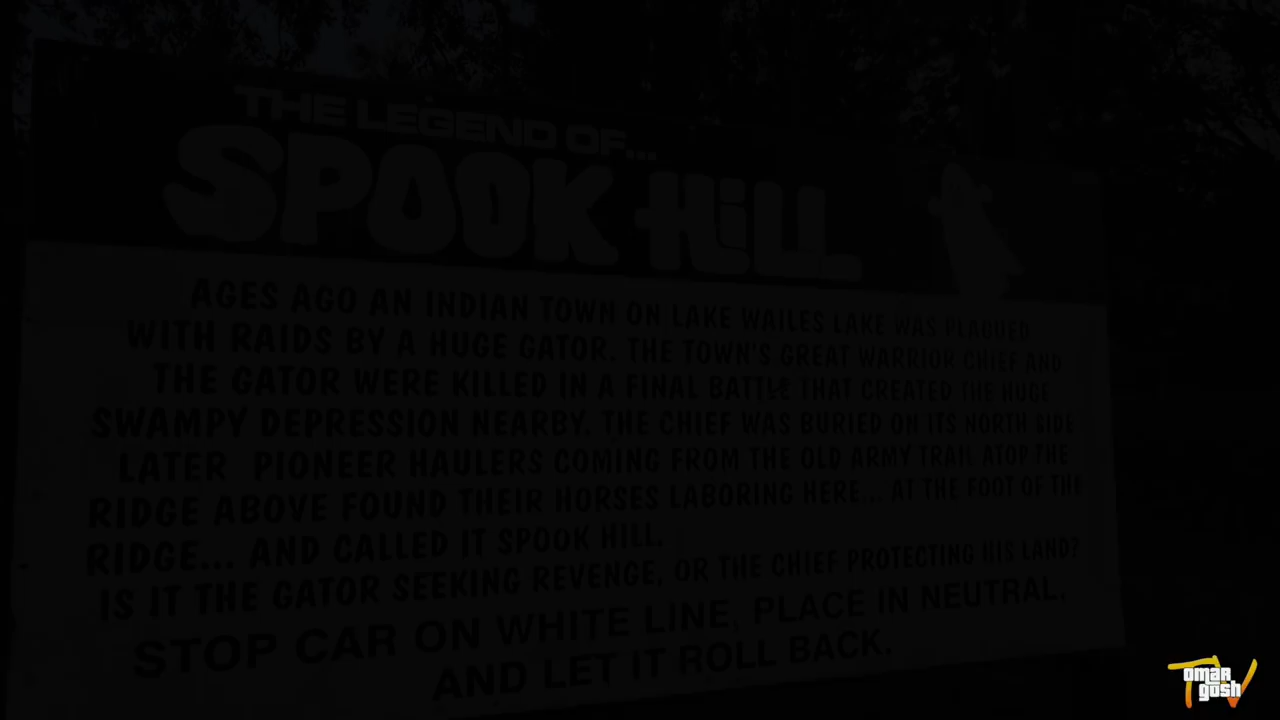 THE LEGEND OF...
SPOOK HiLL
AGES AGO AN INDIAN TOWN ON LAKE WAILES LAKE WAS PLAGUED
WITH RAIDS BY A HUGE GATOR. THE TOWN'S GREAT WARRIOR CHIEF AND
THE GATOR WERE KILLED IN A FINAL BATTLE THAT CREATED THE HUGE
SWAMPY DEPRESSION NEARBY. THE CHIEF WAS BURIED ON ITS NORTH SIDE
LATER PIONEER HAULERS COMING FROM THE OLD ARMY TRAIL ATOP THE
RIDGE ABOVE FOUND THEIR HORSES LABORING HERE... AT THE FOOT OF THE
RIDGE... AND CALLED IT SPOOK HILL.
IS IT THE GATOR SEEKING REVENGE, OR THE CHIEF PROTECTING HIS LAND?
STOP CAR ON WHITE LINE, PLACE IN NEUTRAL.
AND LET IT ROLL BACK.
omar gosh TV